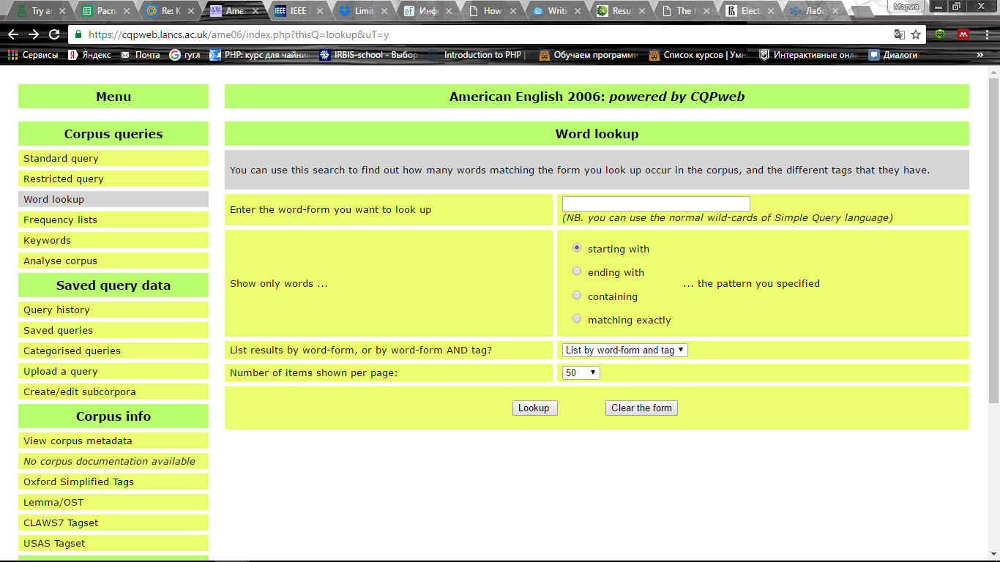 Try a
Расп
Re: К
Ame
IEEE
Limit
Инф
How
Writi
Resu
The
Elect
Лабо
Мария
https://cqpweb.lancs.ac.uk/ame06/index.php?thisQ=lookup&uT=y
Сервисы Яндекс Почта гугл PHP: курс для чайник IRBIS-school - Выбор Introduction to PHP | Обучаем программи Список курсов | Умн Интерактивные онла Диалоги »
Menu
Corpus queries
Standard query
Restricted query
Word lookup
Frequency lists
Keywords
Analyse corpus
Saved query data
Query history
Saved queries
Categorised queries
Upload a query
Create/edit subcorpora
Corpus info
View corpus metadata
No corpus documentation available
Oxford Simplified Tags
Lemma/OST
CLAWS7 Tagset
USAS Tagset
American English 2006: powered by CQPweb
Word lookup
You can use this search to find out how many words matching the form you look up occur in the corpus, and the different tags that they have.
Enter the word-form you want to look up
(NB. you can use the normal wild-cards of Simple Query language)
Show only words ...
starting with
ending with
containing
matching exactly
... the pattern you specified
List results by word-form, or by word-form AND tag?
List by word-form and tag
Number of items shown per page:
50
Lookup Clear the form